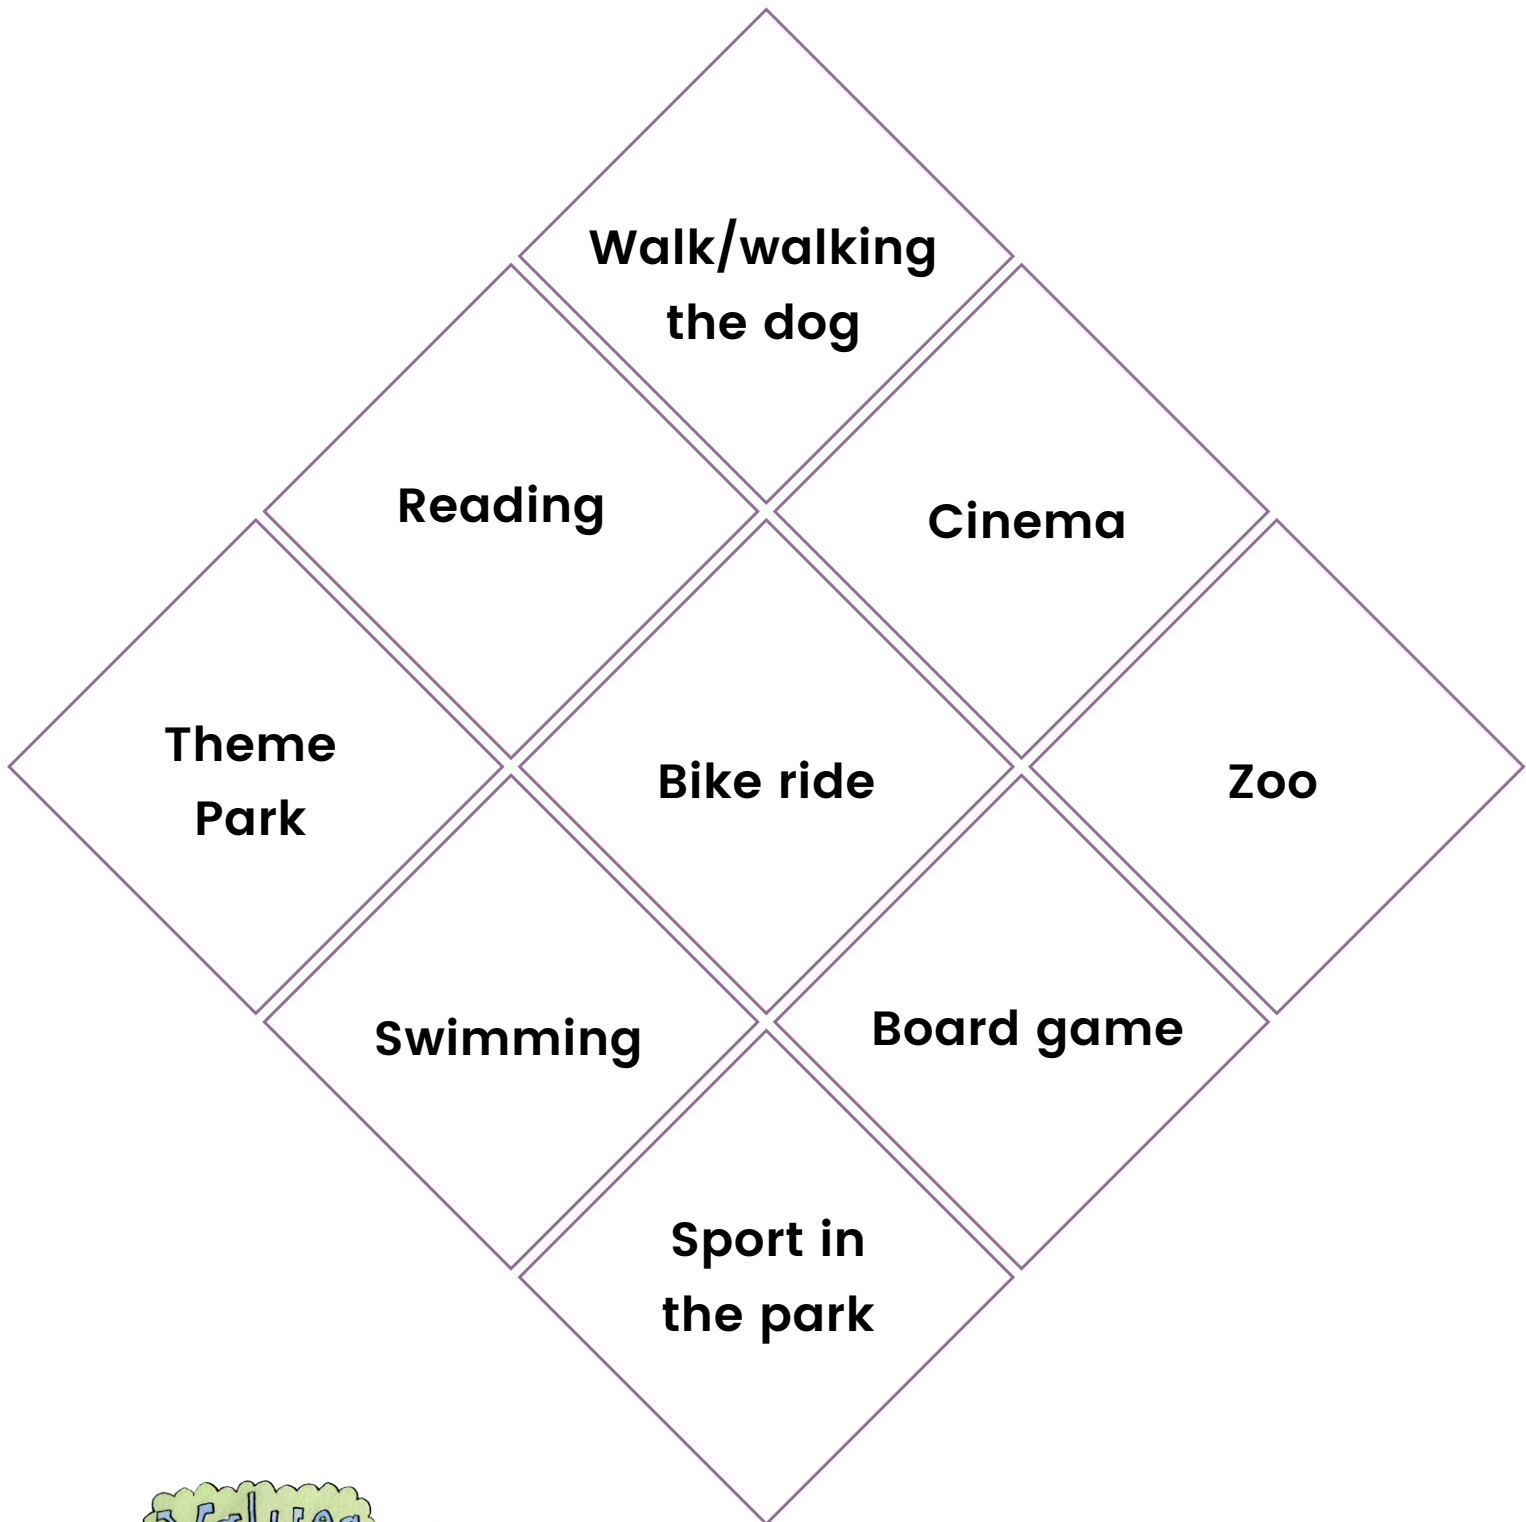 Walk/walking
the dog
Reading
Cinema
Theme
Park
Bike ride
Zoo
Swimming
Board game
Sport in
the park